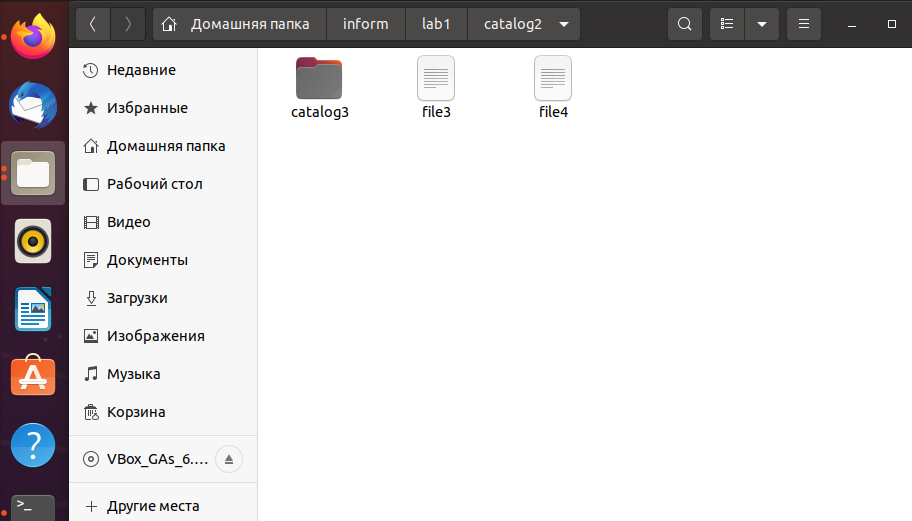 Домашняя папка inform lab1 catalog2
Недавние
Избранные
Домашняя папка
Рабочий стол
Видео
Документы
Загрузки
Изображения
Музыка
Корзина
VBox_GAs_6....
Другие места
catalog3 file3 file4
?
>_